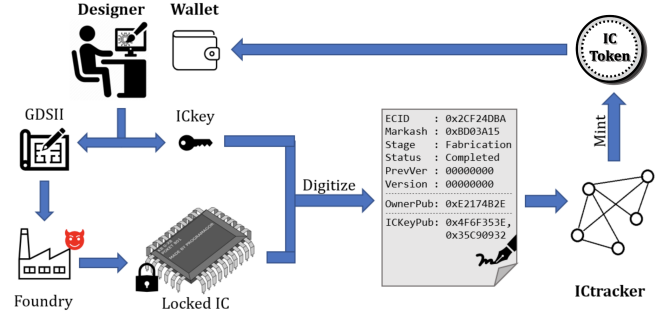 Designer
Wallet
IC
Token
GDSII
ICkey
Mint
Digitize
ECID : 0x2CF24DBA
Markash : 0xBD03A15
Stage : Fabrication
Status : Completed
PrevVer : 00000000
Version : 00000000
OwnerPub: 0xE2174B2E
ICKeyPub: 0x4F6F353E,
0x35C90932
Foundry
Locked IC
ICtracker